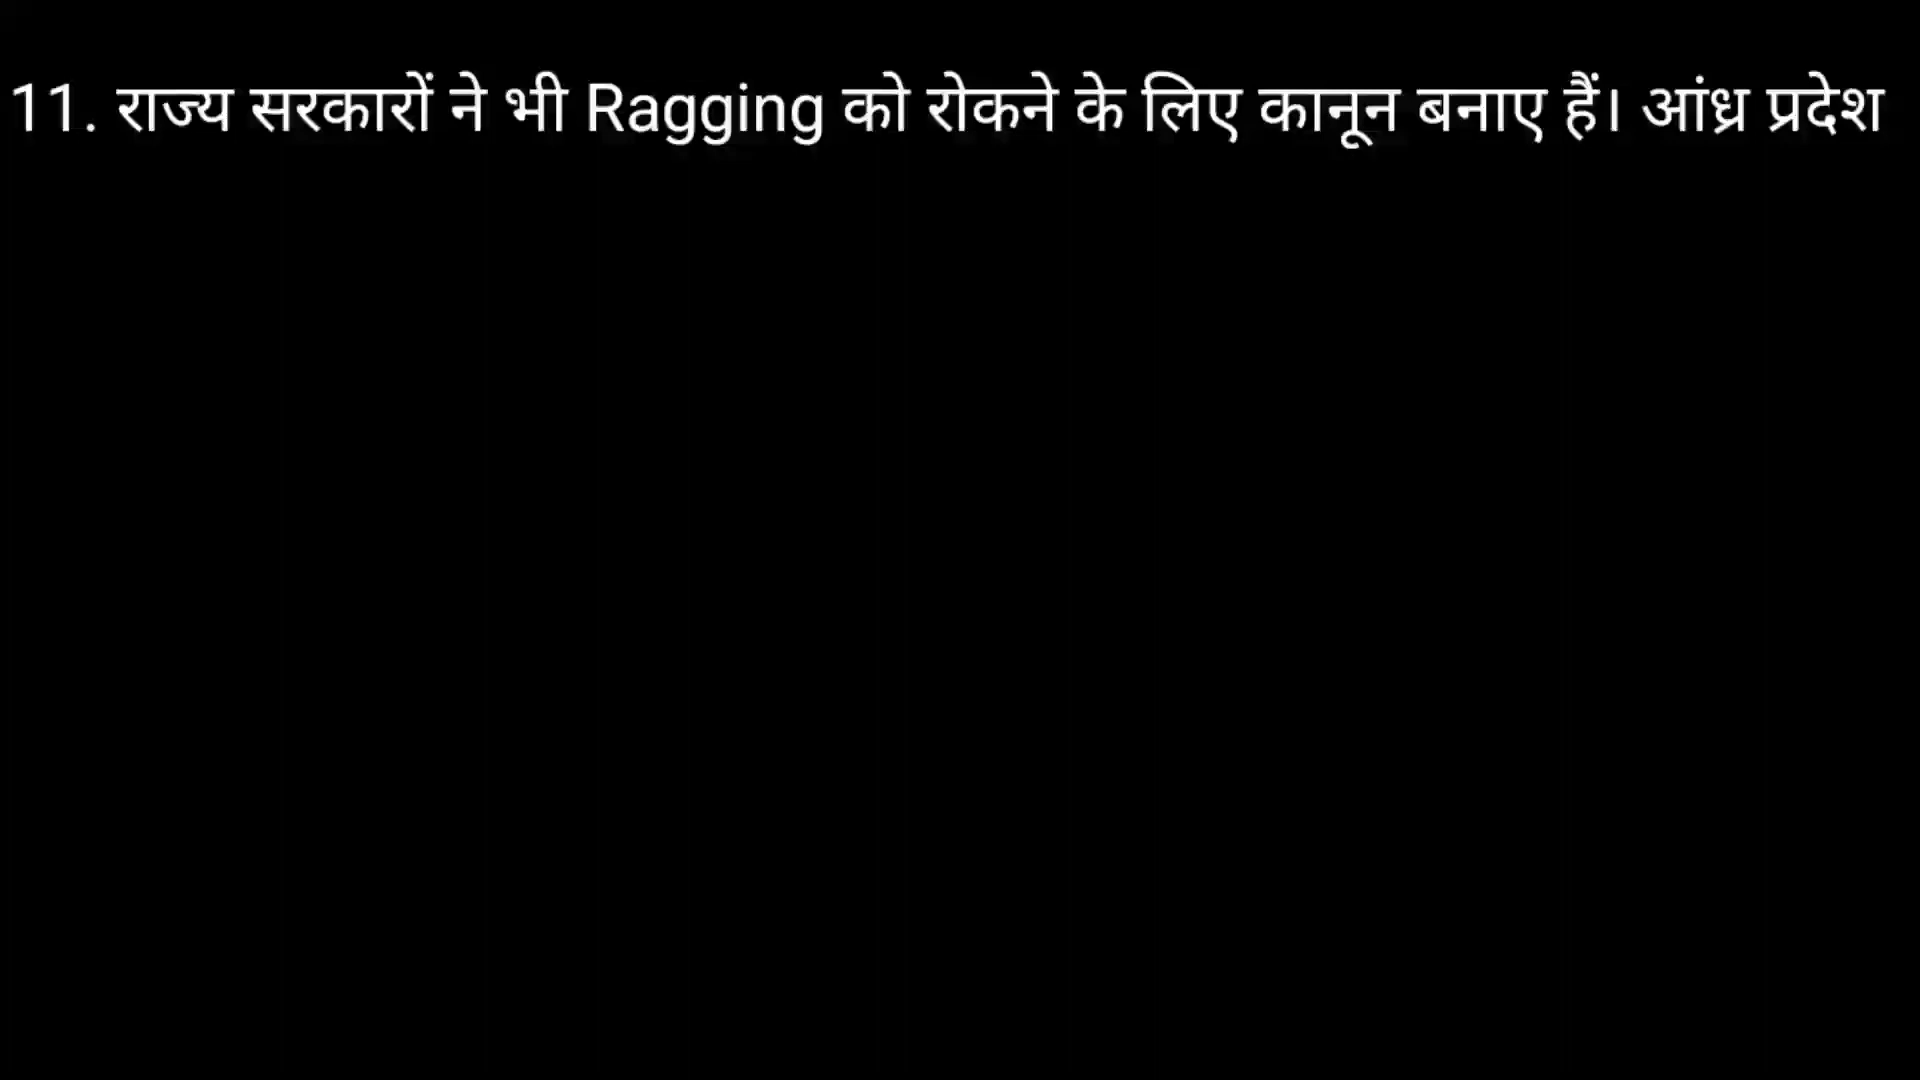 11. राज्य सरकारों ने भी Ragging को रोकने के लिए कानून बनाए हैं। आंध्र प्रदेश